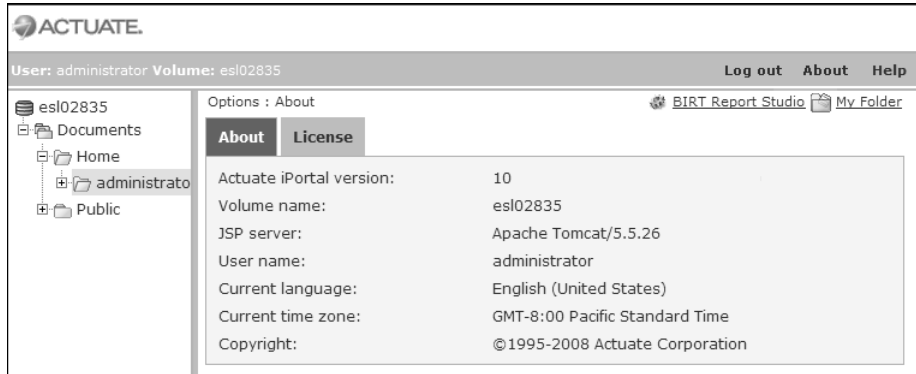 ACTUATE.
User: administrator Volume: esl02835
Log out About Help
esl02835
Documents
Home
administrato
Public
Options : About
BIRT Report Studio My Folder
About License
Actuate iPortal version: 10
Volume name: esl02835
JSP server: Apache Tomcat/5.5.26
User name: administrator
Current language: English (United States)
Current time zone: GMT-8:00 Pacific Standard Time
Copyright: ©1995-2008 Actuate Corporation